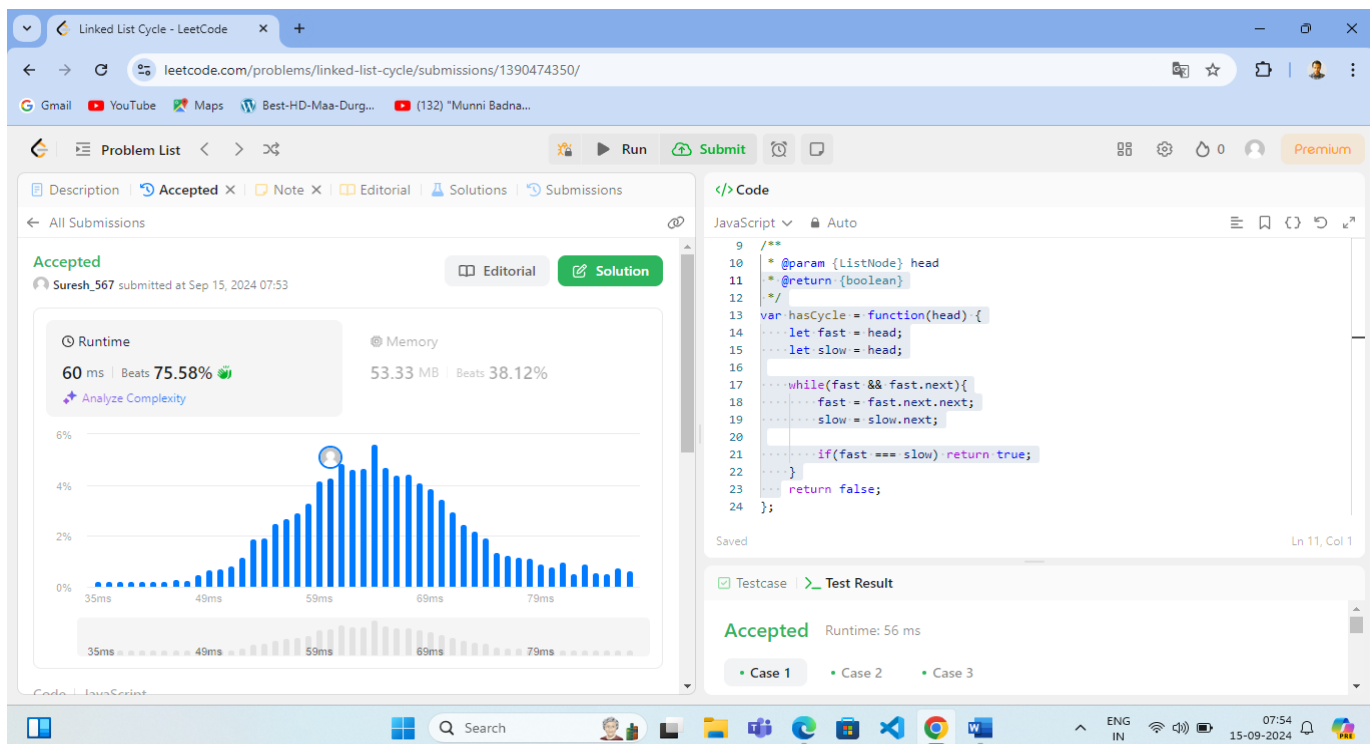 Linked List Cycle - LeetCode
leetcode.com/problems/linked-list-cycle/submissions/1390474350/
Gmail YouTube Maps Best-HD-Maa-Durg... (132) "Munni Badna...
Problem List Run Submit 0 Premium
Description Accepted Note Editorial Solutions Submissions
All Submissions
Accepted
Suresh_567 submitted at Sep 15, 2024 07:53
Editorial Solution
Runtime
60 ms Beats 75.58%
Analyze Complexity
Memory
53.33 MB Beats 38.12%
6%
4%
2%
0%
35ms 49ms 59ms 69ms 79ms
35ms 49ms 59ms 69ms 79ms
Code JavaScript
</> Code
JavaScript Auto
9 /**
10 * @param {ListNode} head
11 * @return {boolean}
12 */
13 var hasCycle = function(head) {
14 let fast = head;
15 let slow = head;
16
17 while(fast && fast.next){
18 fast = fast.next.next;
19 slow = slow.next;
20
21 if(fast === slow) return true;
22 }
23 return false;
24 };
Saved Ln 11, Col 1
Testcase >_ Test Result
Accepted Runtime: 56 ms
• Case 1 • Case 2 • Case 3
Search
ENG
IN
07:54
15-09-2024
PRE